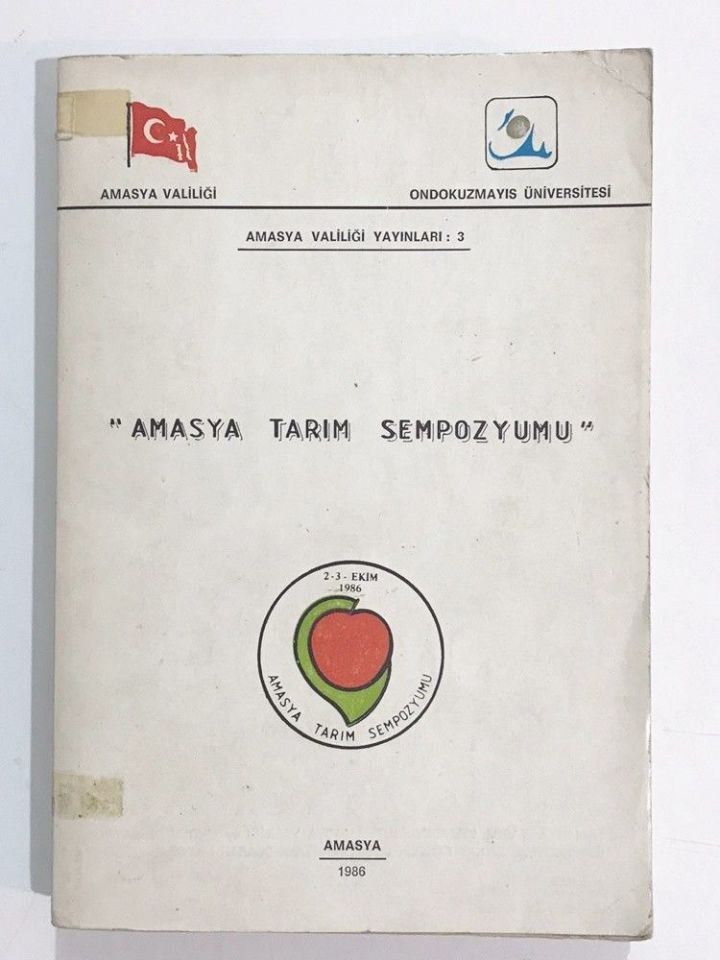 AMASYA VALİLİĞİ
ONDOKUZMAYIS ÜNİVERSİTESİ
AMASYA VALİLİĞİ YAYINLARI : 3
"AMASYA TARIM SEMPOZYUMU"
2-3- EKİM
1986
AMASYA TARIM SEMPOZYUMU
AMASYA
1986